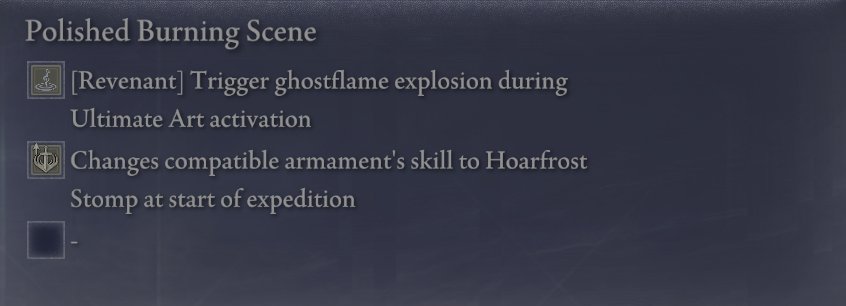 Polished Burning Scene
[Revenant] Trigger ghostflame explosion during
Ultimate Art activation
Changes compatible armament's skill to Hoarfrost
Stomp at start of expedition
-